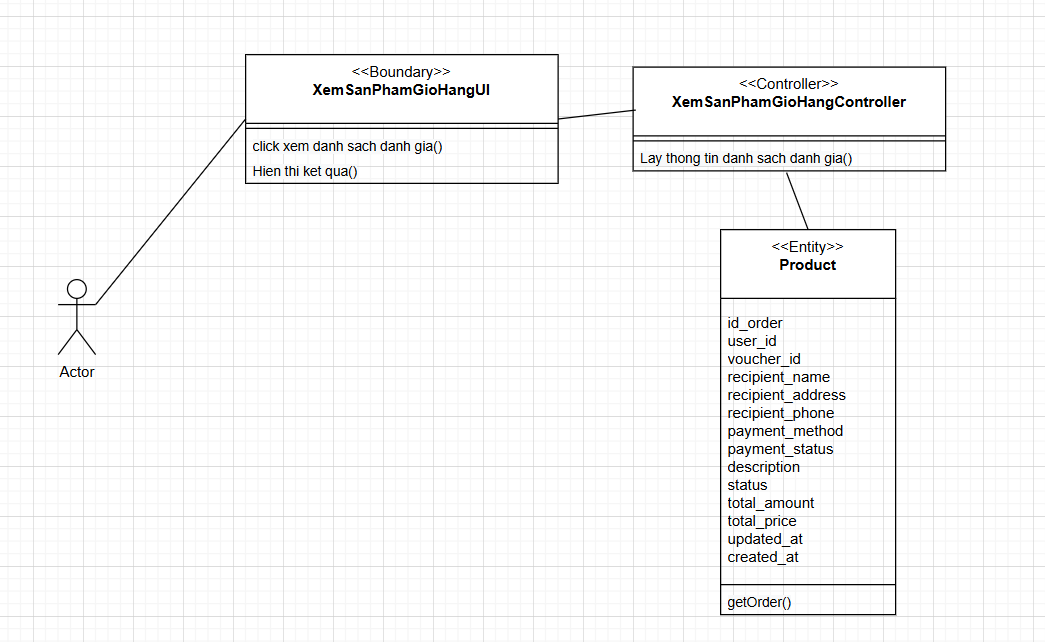 <<Boundary>>
XemSanPhamGioHangUI
click xem danh sach danh gia()
Hien thi ket qua()
<<Controller>>
XemSanPhamGioHangController
Lay thong tin danh sach danh gia()
<<Entity>>
Product
id_order
user_id
voucher_id
recipient_name
recipient_address
recipient_phone
payment_method
payment_status
description
status
total_amount
total_price
updated_at
created_at
getOrder()
Actor